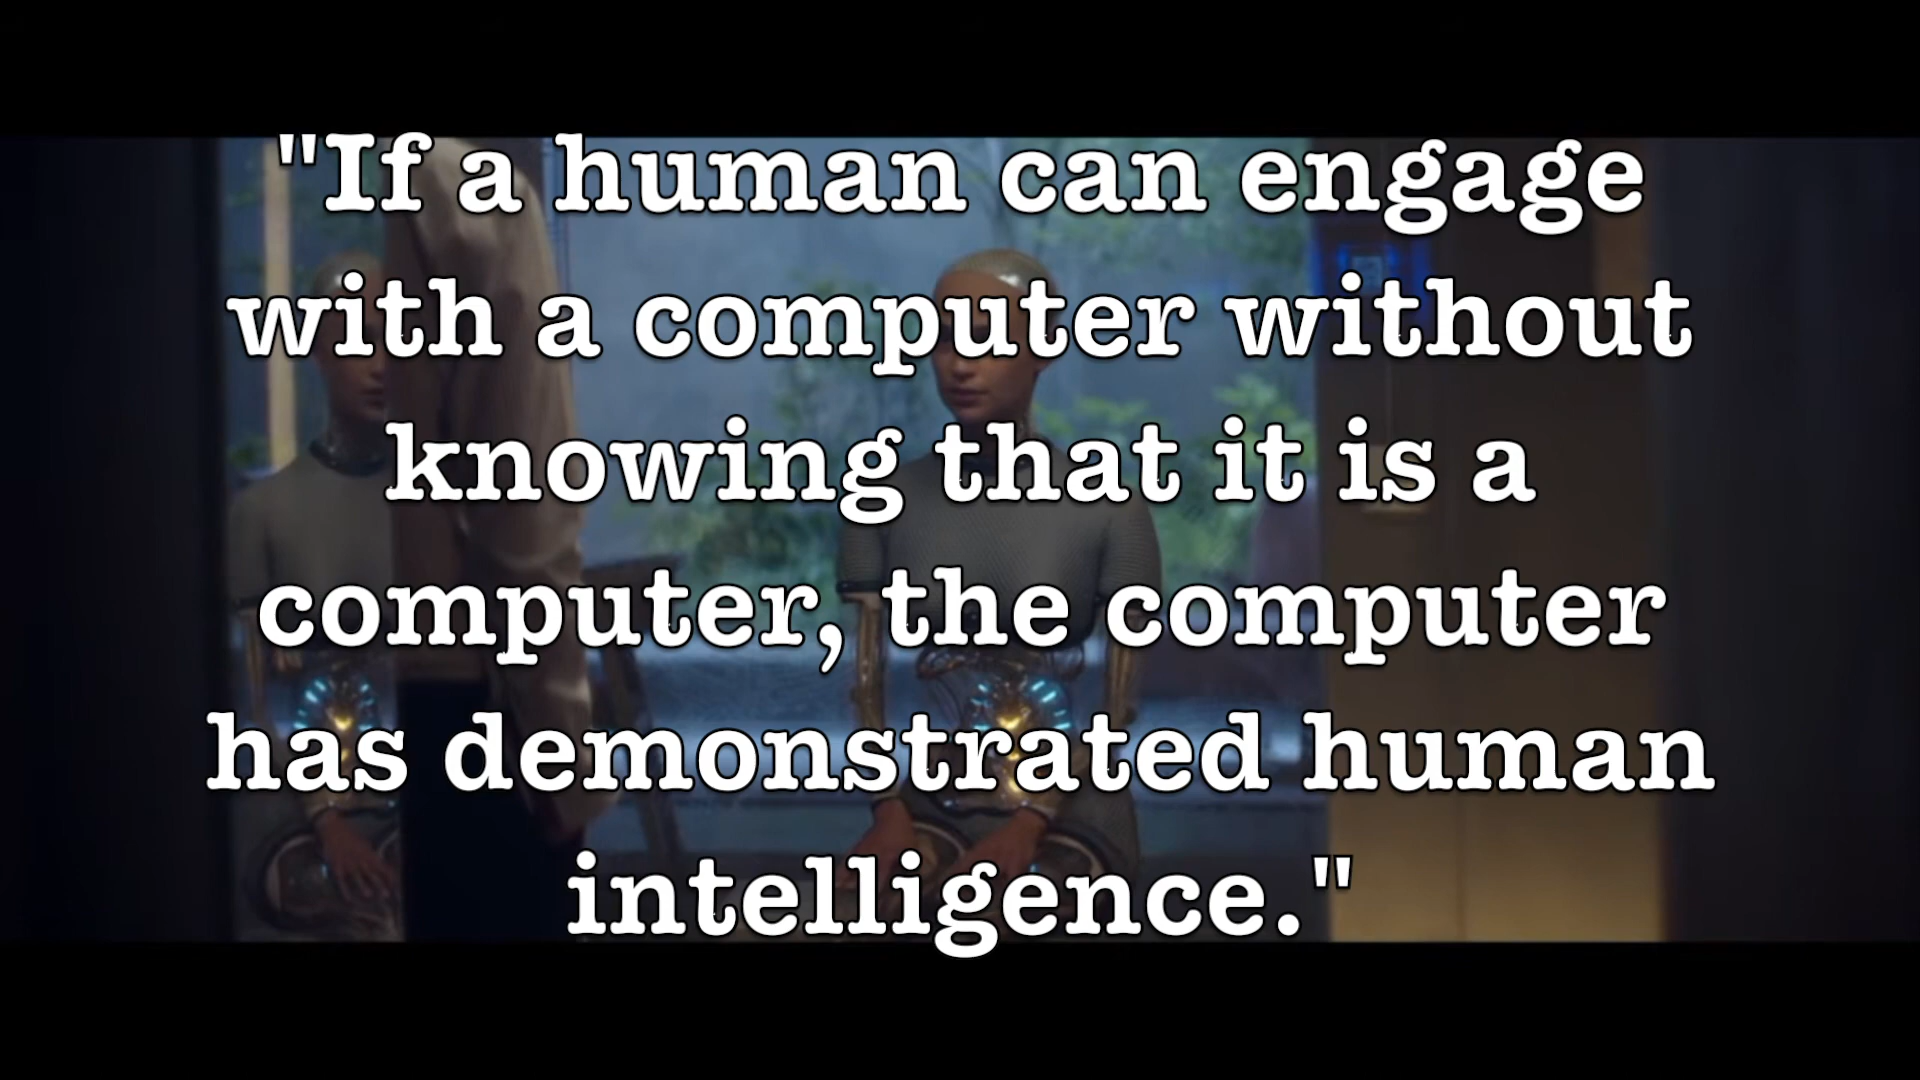 "If a human can engage
with a computer without
knowing that it is a
computer, the computer
has demonstrated human
intelligence."